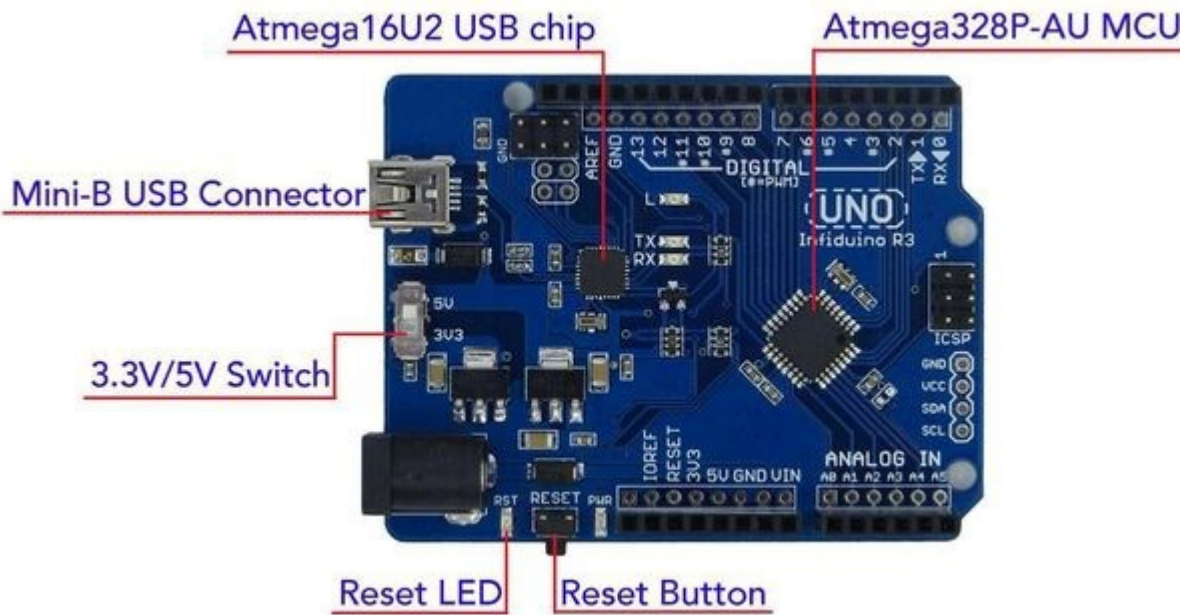 Atmega16U2 USB chip
Atmega328P-AU MCU
Mini-B USB Connector
3.3V/5V Switch
Reset LED
Reset Button
GND
AREF
GND
13
12
#11
#10
#9
8
7
#6
#5
4
#3
2
TX▶1
RX◀0
DIGITAL
[#=PWM]
L
TX
RX
UNO
Infiduino R3
1
ICSP
5V
3V3
GND
VCC
SDA
SCL
IOREF
RESET
3V3
5V GND VIN
ANALOG IN
A0 A1 A2 A3 A4 A5
RST
RESET
PWR